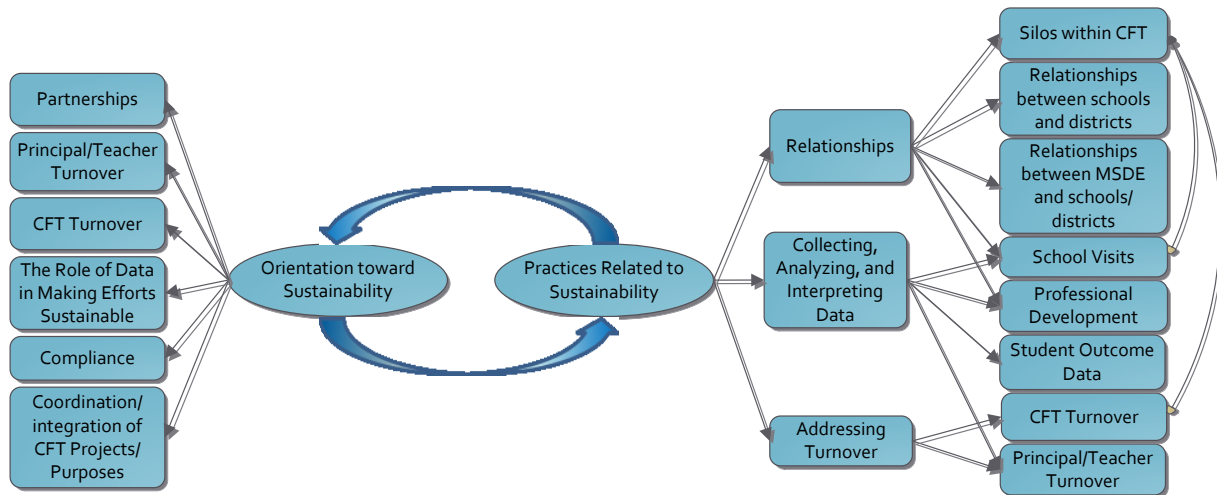 Partnerships
Principal/Teacher
Turnover
CFT Turnover
The Role of Data
in Making Efforts
Sustainable
Compliance
Coordination/
integration of
CFT Projects/
Purposes
Orientation toward
Sustainability
Practices Related to
Sustainability
Relationships
Collecting,
Analyzing, and
Interpreting
Data
Addressing
Turnover
Silos within CFT
Relationships
between schools
and districts
Relationships
between MSDE
and schools/
districts
School Visits
Professional
Development
Student Outcome
Data
CFT Turnover
Principal/Teacher
Turnover